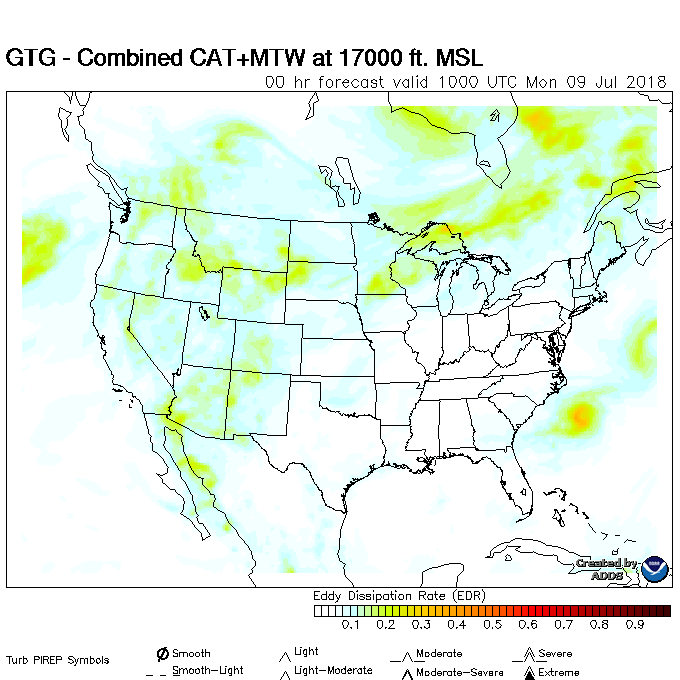 GTG - Combined CAT+MTW at 17000 ft. MSL
00 hr forecast valid 1000 UTC Mon 09 Jul 2018
Created by
ADDS
Eddy Dissipation Rate (EDR)
0.1 0.2 0.3 0.4 0.5 0.6 0.7 0.8 0.9
Turb PIREP Symbols
Smooth Light Moderate Severe
Smooth-Light Light-Moderate Moderate-Severe Extreme